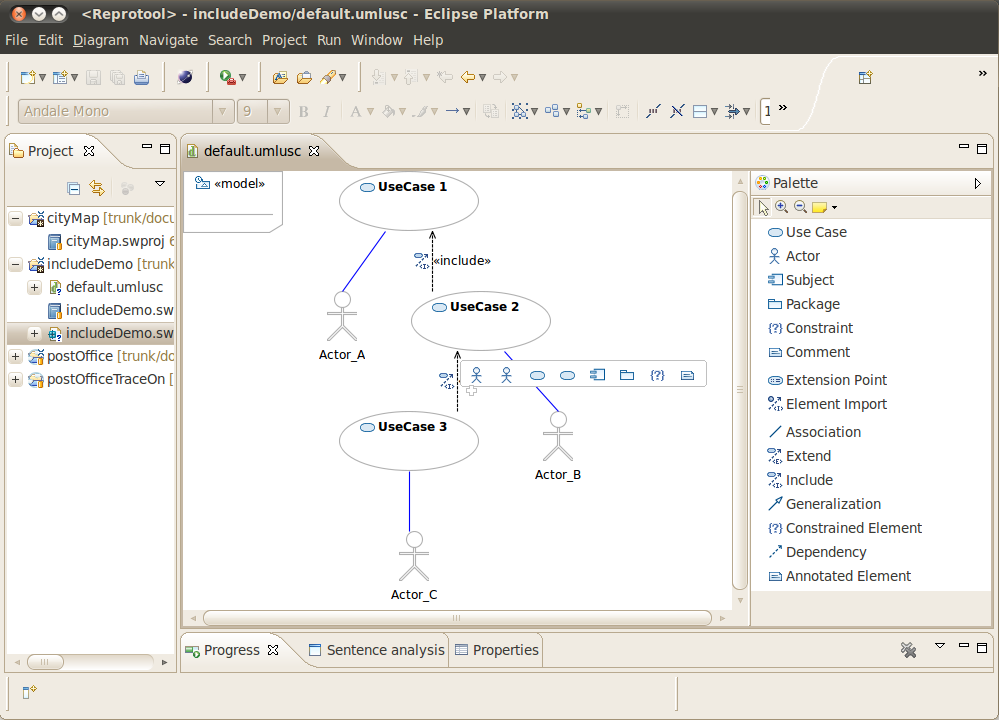 <Reprotool> - includeDemo/default.umlusc - Eclipse Platform
File Edit Diagram Navigate Search Project Run Window Help
Andale Mono 9 B I A 1
Project
default.umlusc
cityMap [trunk/docu
cityMap.swproj 6
includeDemo [trunk
default.umlusc
includeDemo.sw
includeDemo.sw
postOffice [trunk/do
postOfficeTraceOn [
«model»
UseCase 1
«include»
UseCase 2
Actor_A
UseCase 3
Actor_B
Actor_C
Palette
Use Case
Actor
Subject
Package
{?} Constraint
Comment
Extension Point
Element Import
Association
Extend
Include
Generalization
{?} Constrained Element
Dependency
Annotated Element
{?}
Progress
Sentence analysis
Properties